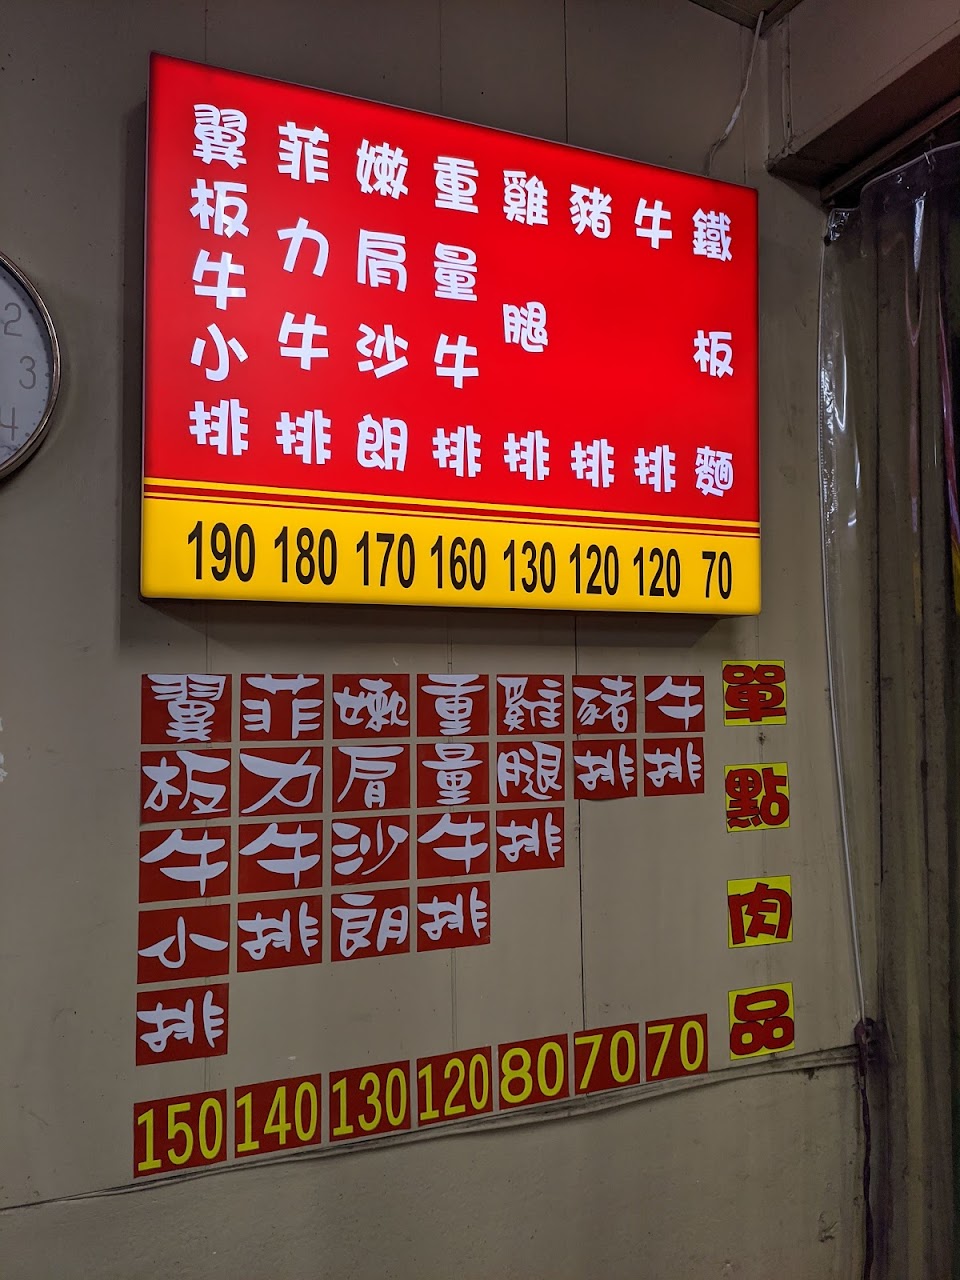 鐵板麵 70
牛排 120
豬排 120
雞腿排 130
重量牛排 160
嫩肩沙朗 170
菲力牛排 180
翼板牛小排 190
單點肉品
牛排 70
豬排 70
雞腿排 80
重量牛排 120
嫩肩沙朗 130
菲力牛排 140
翼板牛小排 150
2
3
4